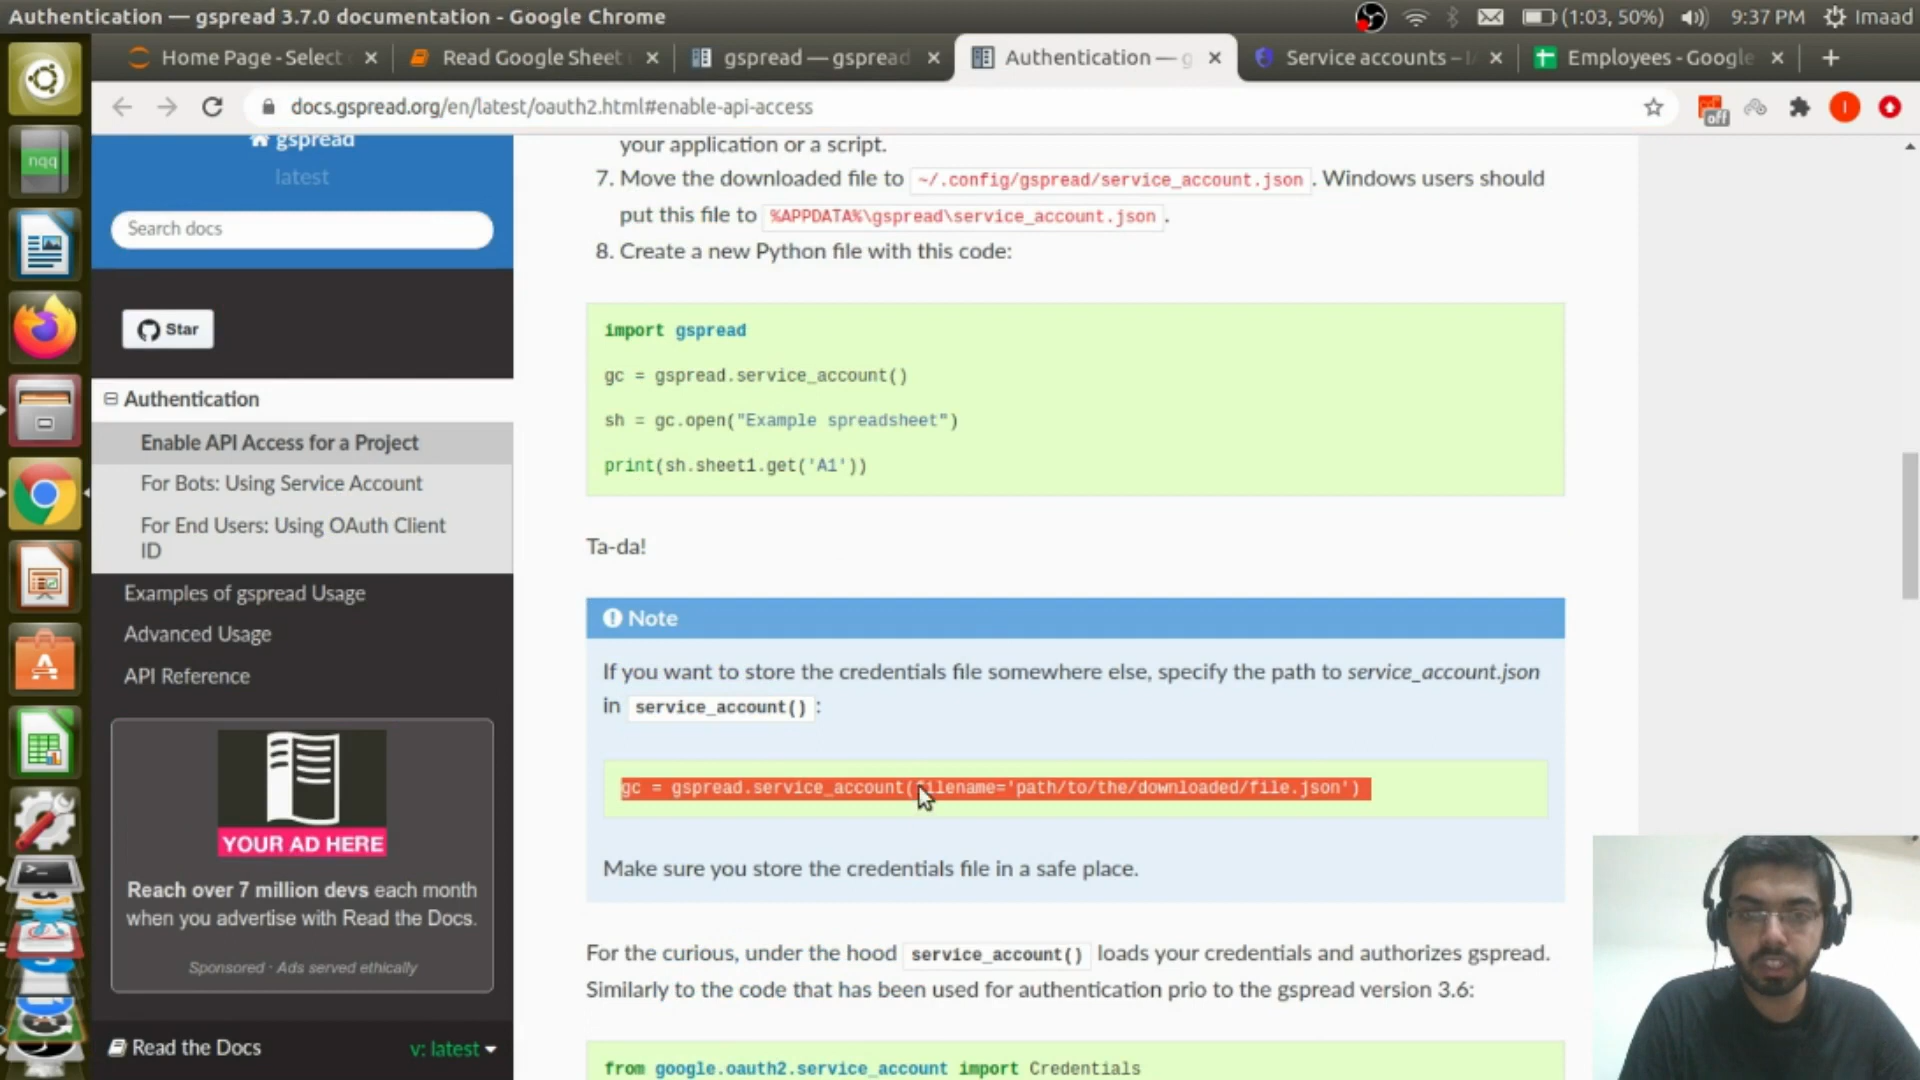 Authentication — gspread 3.7.0 documentation - Google Chrome
(1:03, 50%)
9:37 PM
Imaad
Home Page - Select
Read Google Sheet
gspread — gspread
Authentication — g
Service accounts – I
Employees - Google
docs.gspread.org/en/latest/oauth2.html#enable-api-access
off
I
nqq
gspread
latest
Search docs
Star
Authentication
Enable API Access for a Project
For Bots: Using Service Account
For End Users: Using OAuth Client
ID
Examples of gspread Usage
Advanced Usage
API Reference
YOUR AD HERE
Reach over 7 million devs each month
when you advertise with Read the Docs.
Sponsored · Ads served ethically
Read the Docs
v: latest
your application or a script.
7. Move the downloaded file to ~/.config/gspread/service_account.json. Windows users should
put this file to %APPDATA%\gspread\service_account.json.
8. Create a new Python file with this code:
import gspread
gc = gspread.service_account()
sh = gc.open("Example spreadsheet")
print(sh.sheet1.get('A1'))
Ta-da!
Note
If you want to store the credentials file somewhere else, specify the path to service_account.json
in service_account():
gc = gspread.service_account(filename='path/to/the/downloaded/file.json')
Make sure you store the credentials file in a safe place.
For the curious, under the hood service_account() loads your credentials and authorizes gspread.
Similarly to the code that has been used for authentication prio to the gspread version 3.6:
from google.oauth2.service_account import Credentials